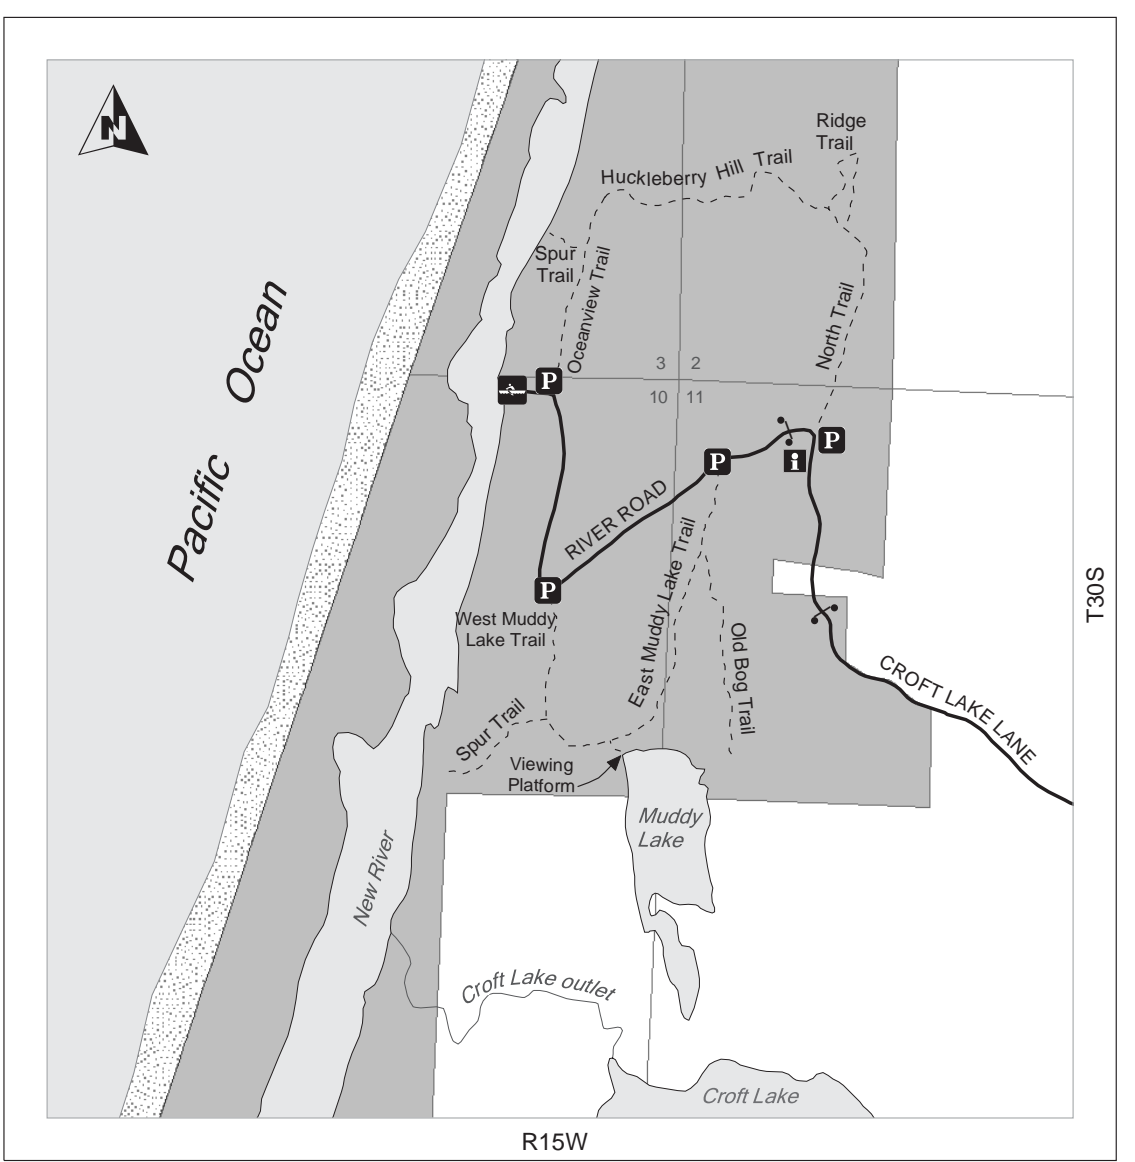 N
Ridge
Trail
Huckleberry Hill Trail
Spur
Trail
Oceanview Trail
North Trail
Pacific Ocean
3 2
10 11
P
P
P
i
RIVER ROAD
P
West Muddy
Lake Trail
East Muddy Lake Trail
Old Bog Trail
T30S
CROFT LAKE LANE
Spur Trail
Viewing
Platform
Muddy
Lake
New River
Croft Lake outlet
Croft Lake
R15W